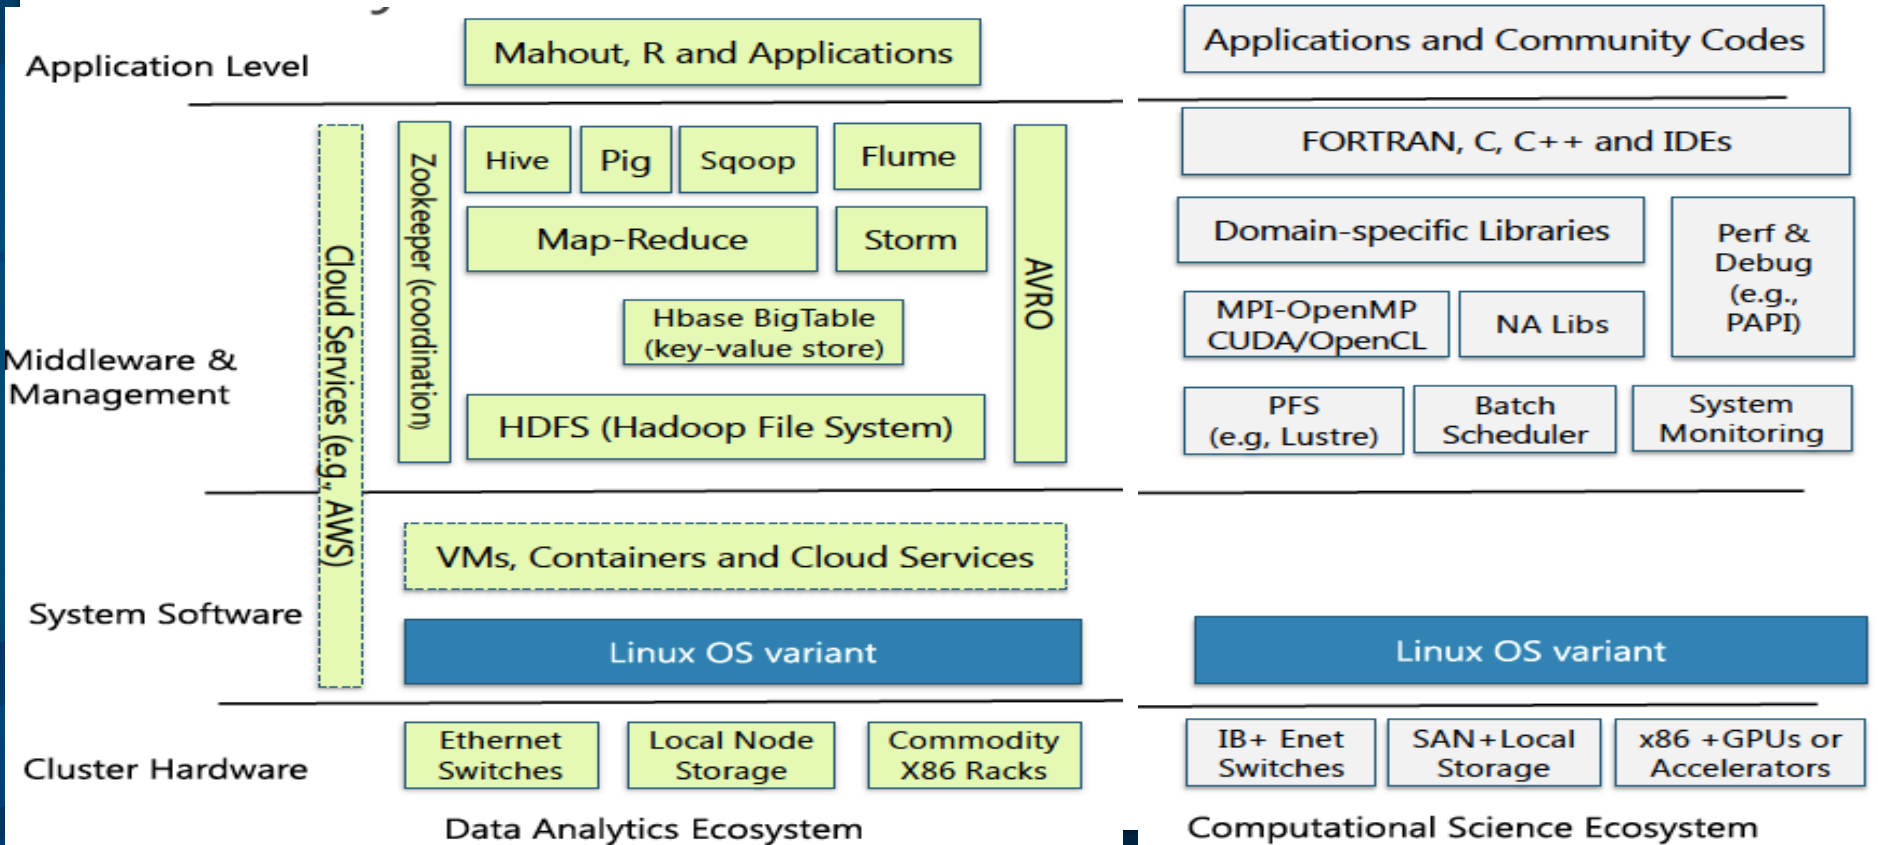 Application Level
Mahout, R and Applications
Cloud Services (e.g., AWS)
Zookeeper (coordination)
Hive
Pig
Sqoop
Flume
Map-Reduce
Storm
AVRO
Hbase BigTable
(key-value store)
HDFS (Hadoop File System)
Middleware &
Management
VMs, Containers and Cloud Services
System Software
Linux OS variant
Cluster Hardware
Ethernet
Switches
Local Node
Storage
Commodity
X86 Racks
Data Analytics Ecosystem
Applications and Community Codes
FORTRAN, C, C++ and IDEs
Domain-specific Libraries
Perf &
Debug
(e.g.,
PAPI)
MPI-OpenMP
CUDA/OpenCL
NA Libs
PFS
(e.g, Lustre)
Batch
Scheduler
System
Monitoring
Linux OS variant
IB+ Enet
Switches
SAN+Local
Storage
x86 +GPUs or
Accelerators
Computational Science Ecosystem